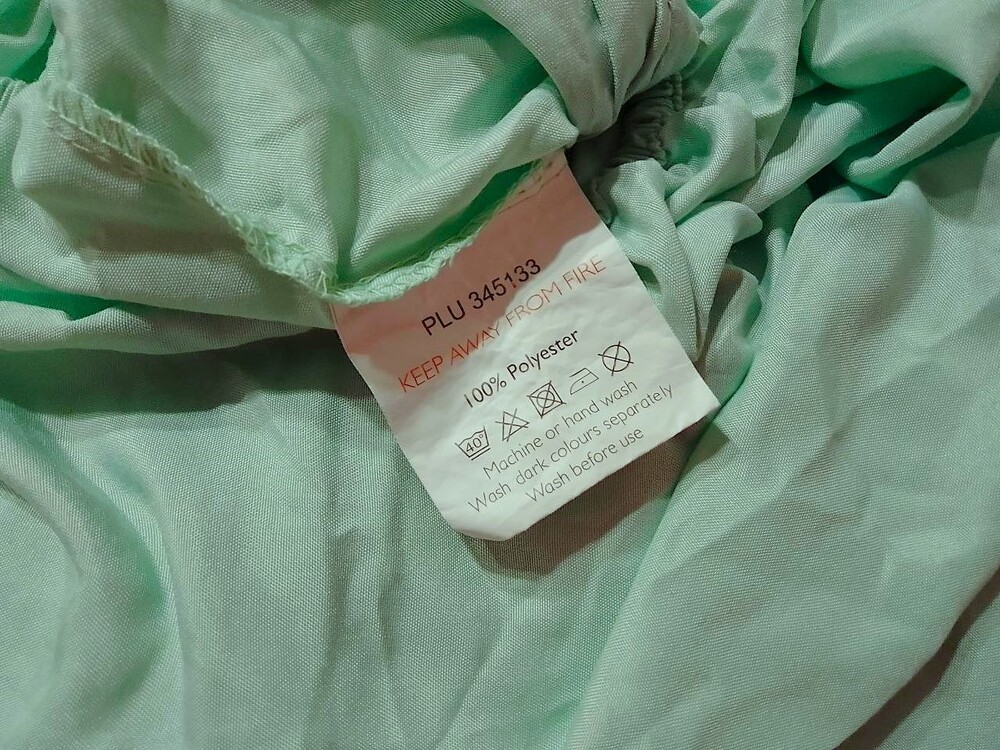 PLU 345133
KEEP AWAY FROM FIRE
100% Polyester
40°
Machine or hand wash
Wash dark colours separately
Wash before use